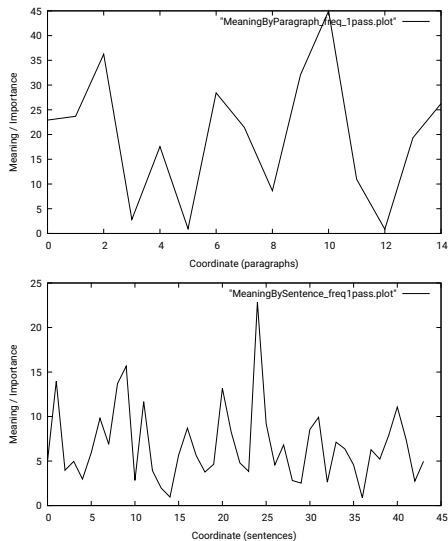 45
40
35
30
25
20
15
10
5
0
Meaning / Importance
"MeaningByParagraph_freq_1pass.plot"
0 2 4 6 8 10 12 14
Coordinate (paragraphs)
25
20
15
10
5
0
Meaning / Importance
"MeaningBySentence_freq1pass.plot"
0 5 10 15 20 25 30 35 40 45
Coordinate (sentences)